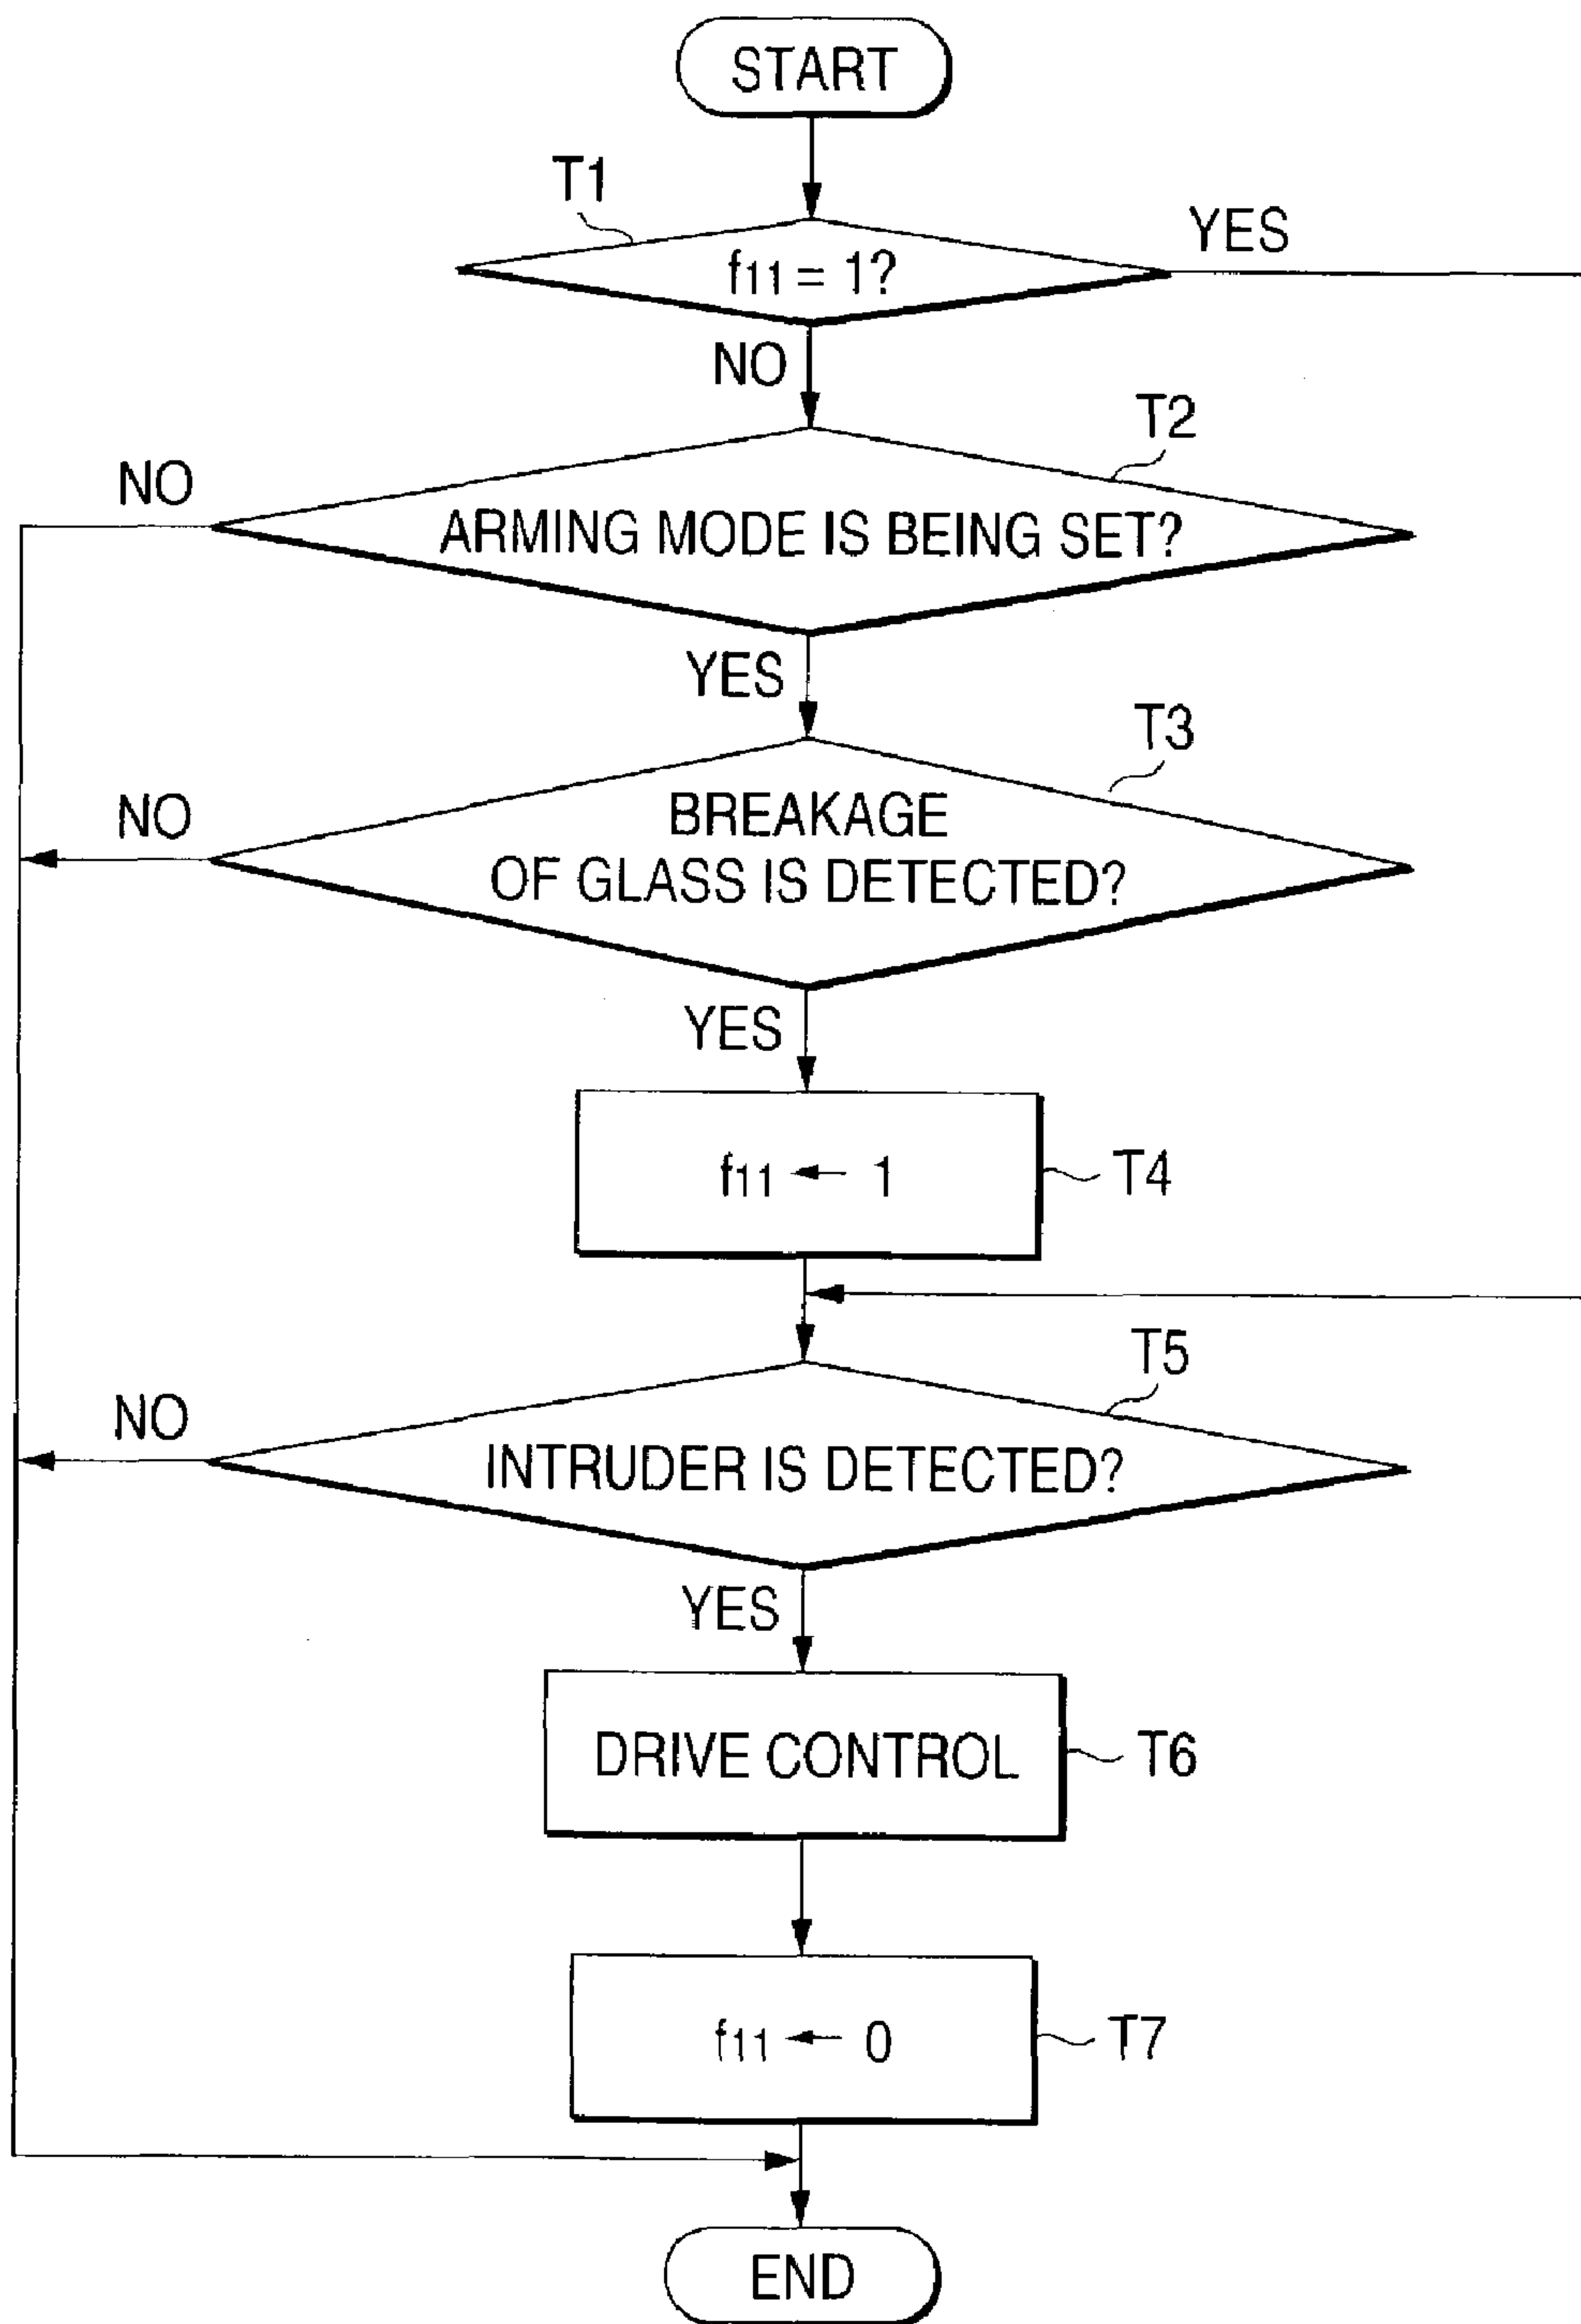 START
T1
f11 = 1?
YES
NO
T2
NO
ARMING MODE IS BEING SET?
YES
T3
NO
BREAKAGE
OF GLASS IS DETECTED?
YES
f11 ← 1
T4
T5
NO
INTRUDER IS DETECTED?
YES
DRIVE CONTROL
T6
f11 ← 0
T7
END